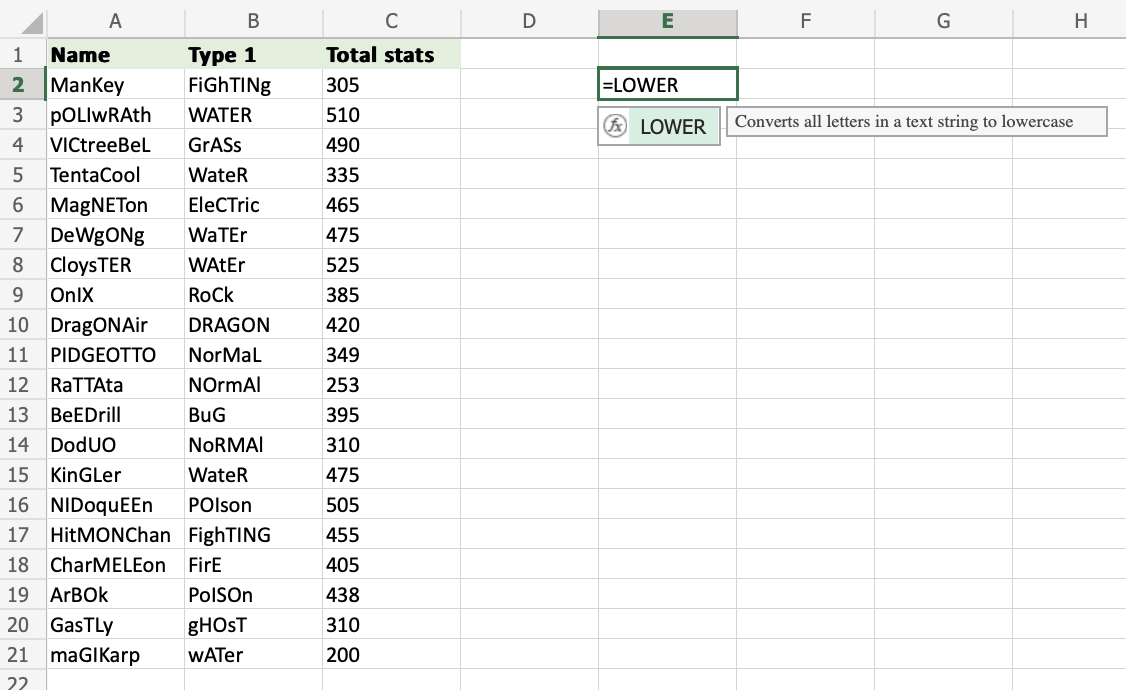 A B C D E F G H
1 Name Type 1 Total stats
2 ManKey FiGhTINg 305 =LOWER
3 pOLIwRAth WATER 510
fx LOWER Converts all letters in a text string to lowercase
4 VICtreeBeL GrASs 490
5 TentaCool WateR 335
6 MagNETon EleCTric 465
7 DeWgONg WaTEr 475
8 CloysTER WAtEr 525
9 OnIX RoCk 385
10 DragONAir DRAGON 420
11 PIDGEOTTO NorMaL 349
12 RaTTAta NOrmAl 253
13 BeEDrill BuG 395
14 DodUO NoRMAl 310
15 KinGLer WateR 475
16 NIDoquEEn POIson 505
17 HitMONChan FighTING 455
18 CharMELEon FirE 405
19 ArBOk PoISOn 438
20 GasTLy gHOsT 310
21 maGIKarp wATer 200
22